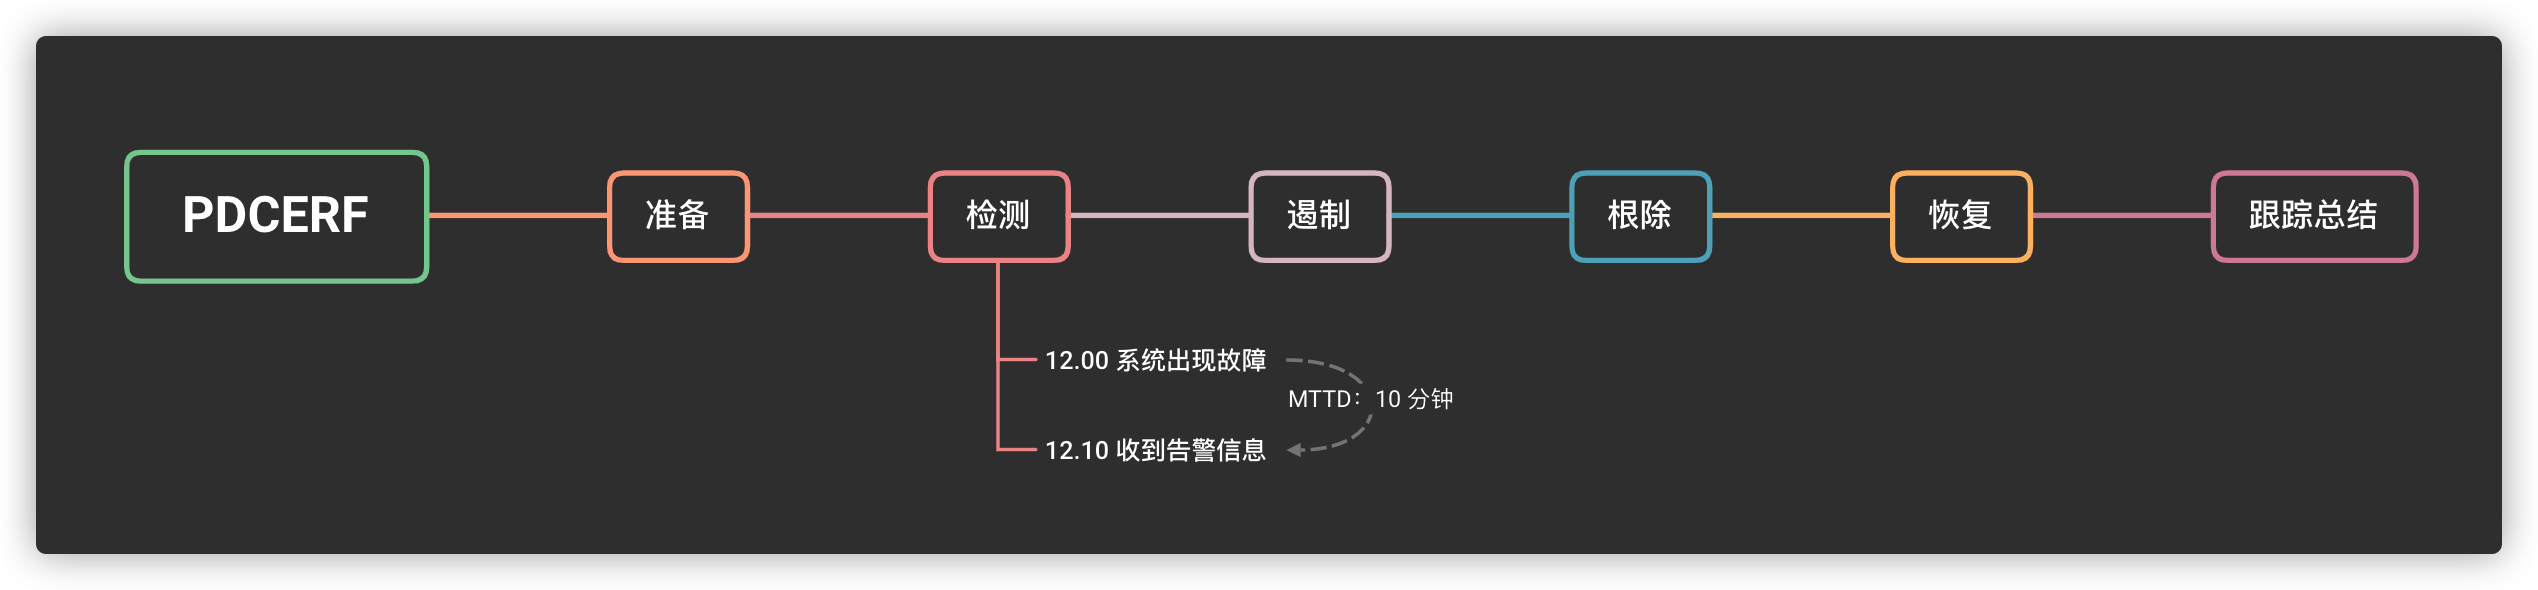 PDCERF
准备
检测
遏制
根除
恢复
跟踪总结
12.00 系统出现故障
MTTD：10 分钟
12.10 收到告警信息